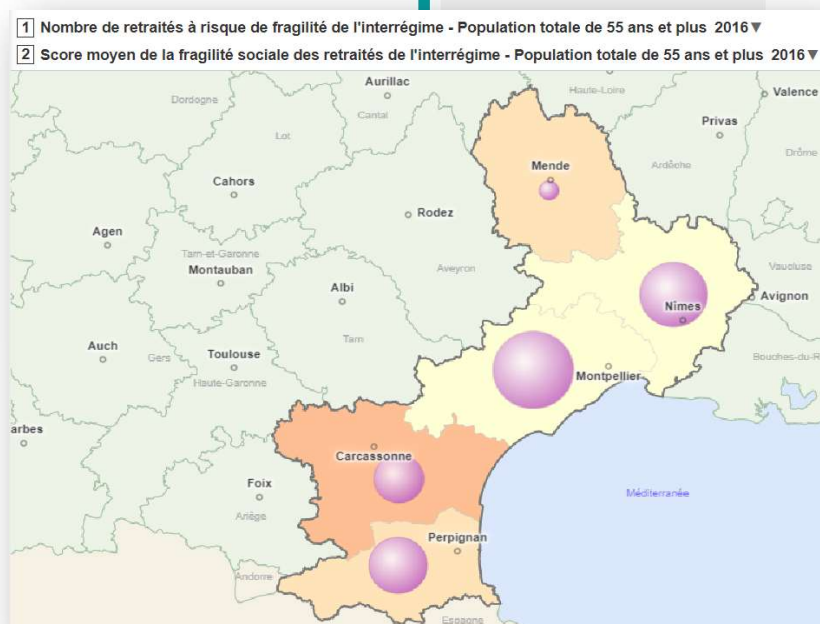 1 Nombre de retraités à risque de fragilité de l'interrégime - Population totale de 55 ans et plus 2016▼
2 Score moyen de la fragilité sociale des retraités de l'interrégime - Population totale de 55 ans et plus 2016▼
Aurillac
Haute-Loire
Valence
Dordogne
Cantal
Privas
Lot
Drôme
Mende
Ardèche
Cahors
Rodez
Agen
Tarn-et-Garonne
Montauban
Aveyron
Vaucluse
Albi
Avignon
Nîmes
Tarn
Auch
Gers
Toulouse
Haute-Garonne
Bouches-du-R
Montpellier
arbes
Carcassonne
Foix
Méditerranée
Ariège
Perpignan
Andorre
Espagne